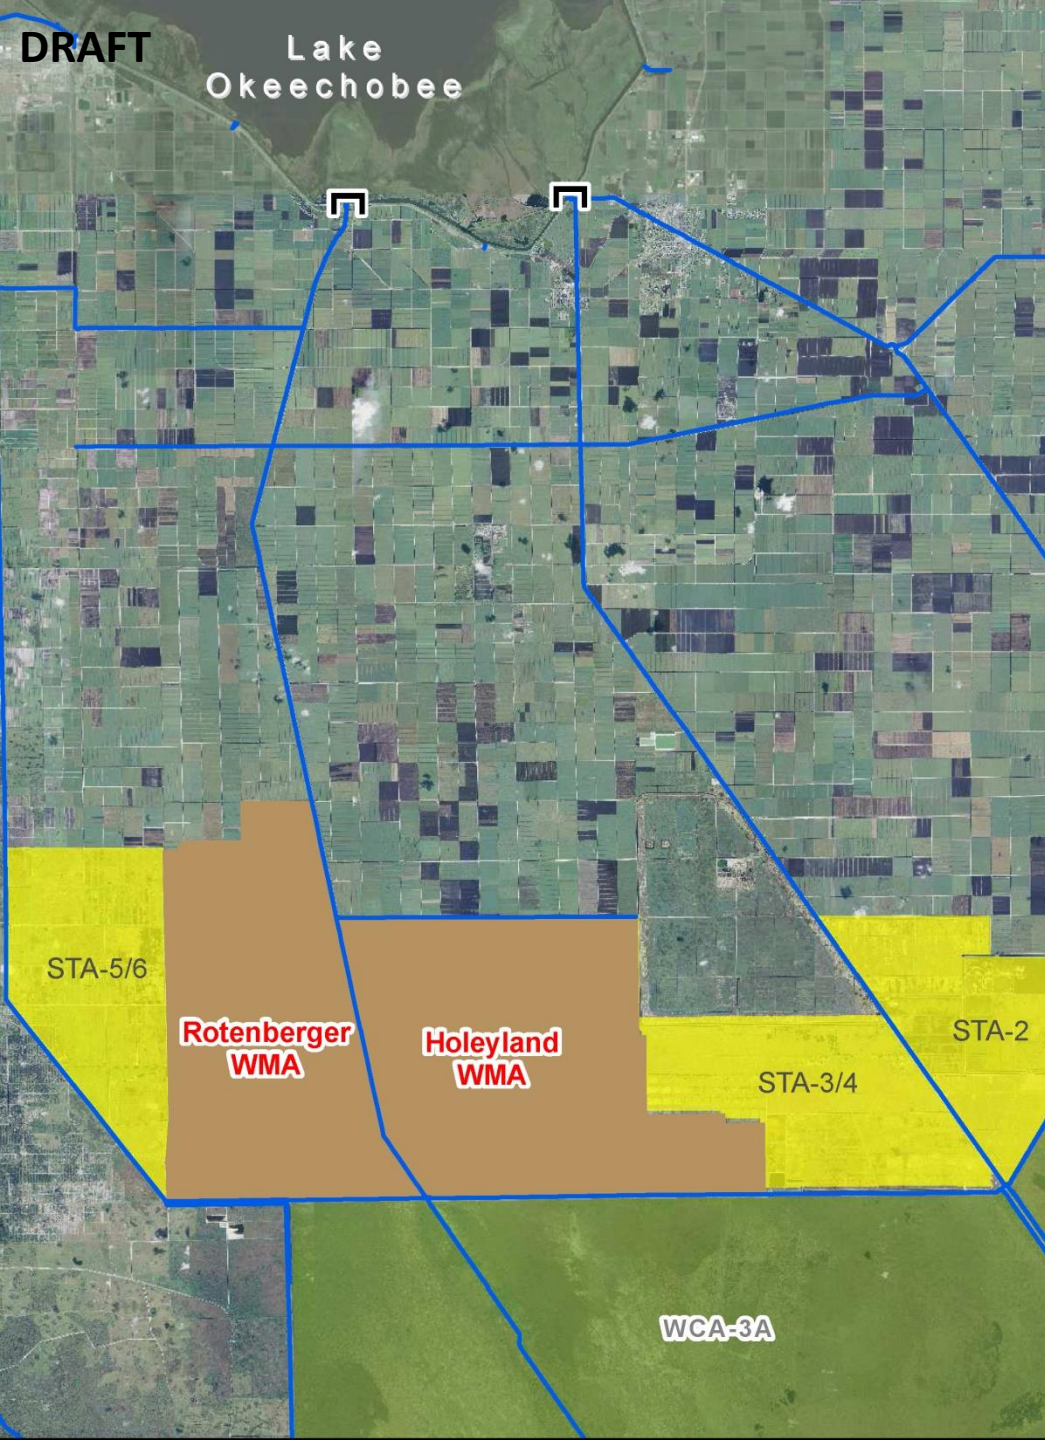 DRAFT
Lake
Okeechobee
STA-5/6
Rotenberger
WMA
Holeyland
WMA
STA-2
STA-3/4
WCA-3A